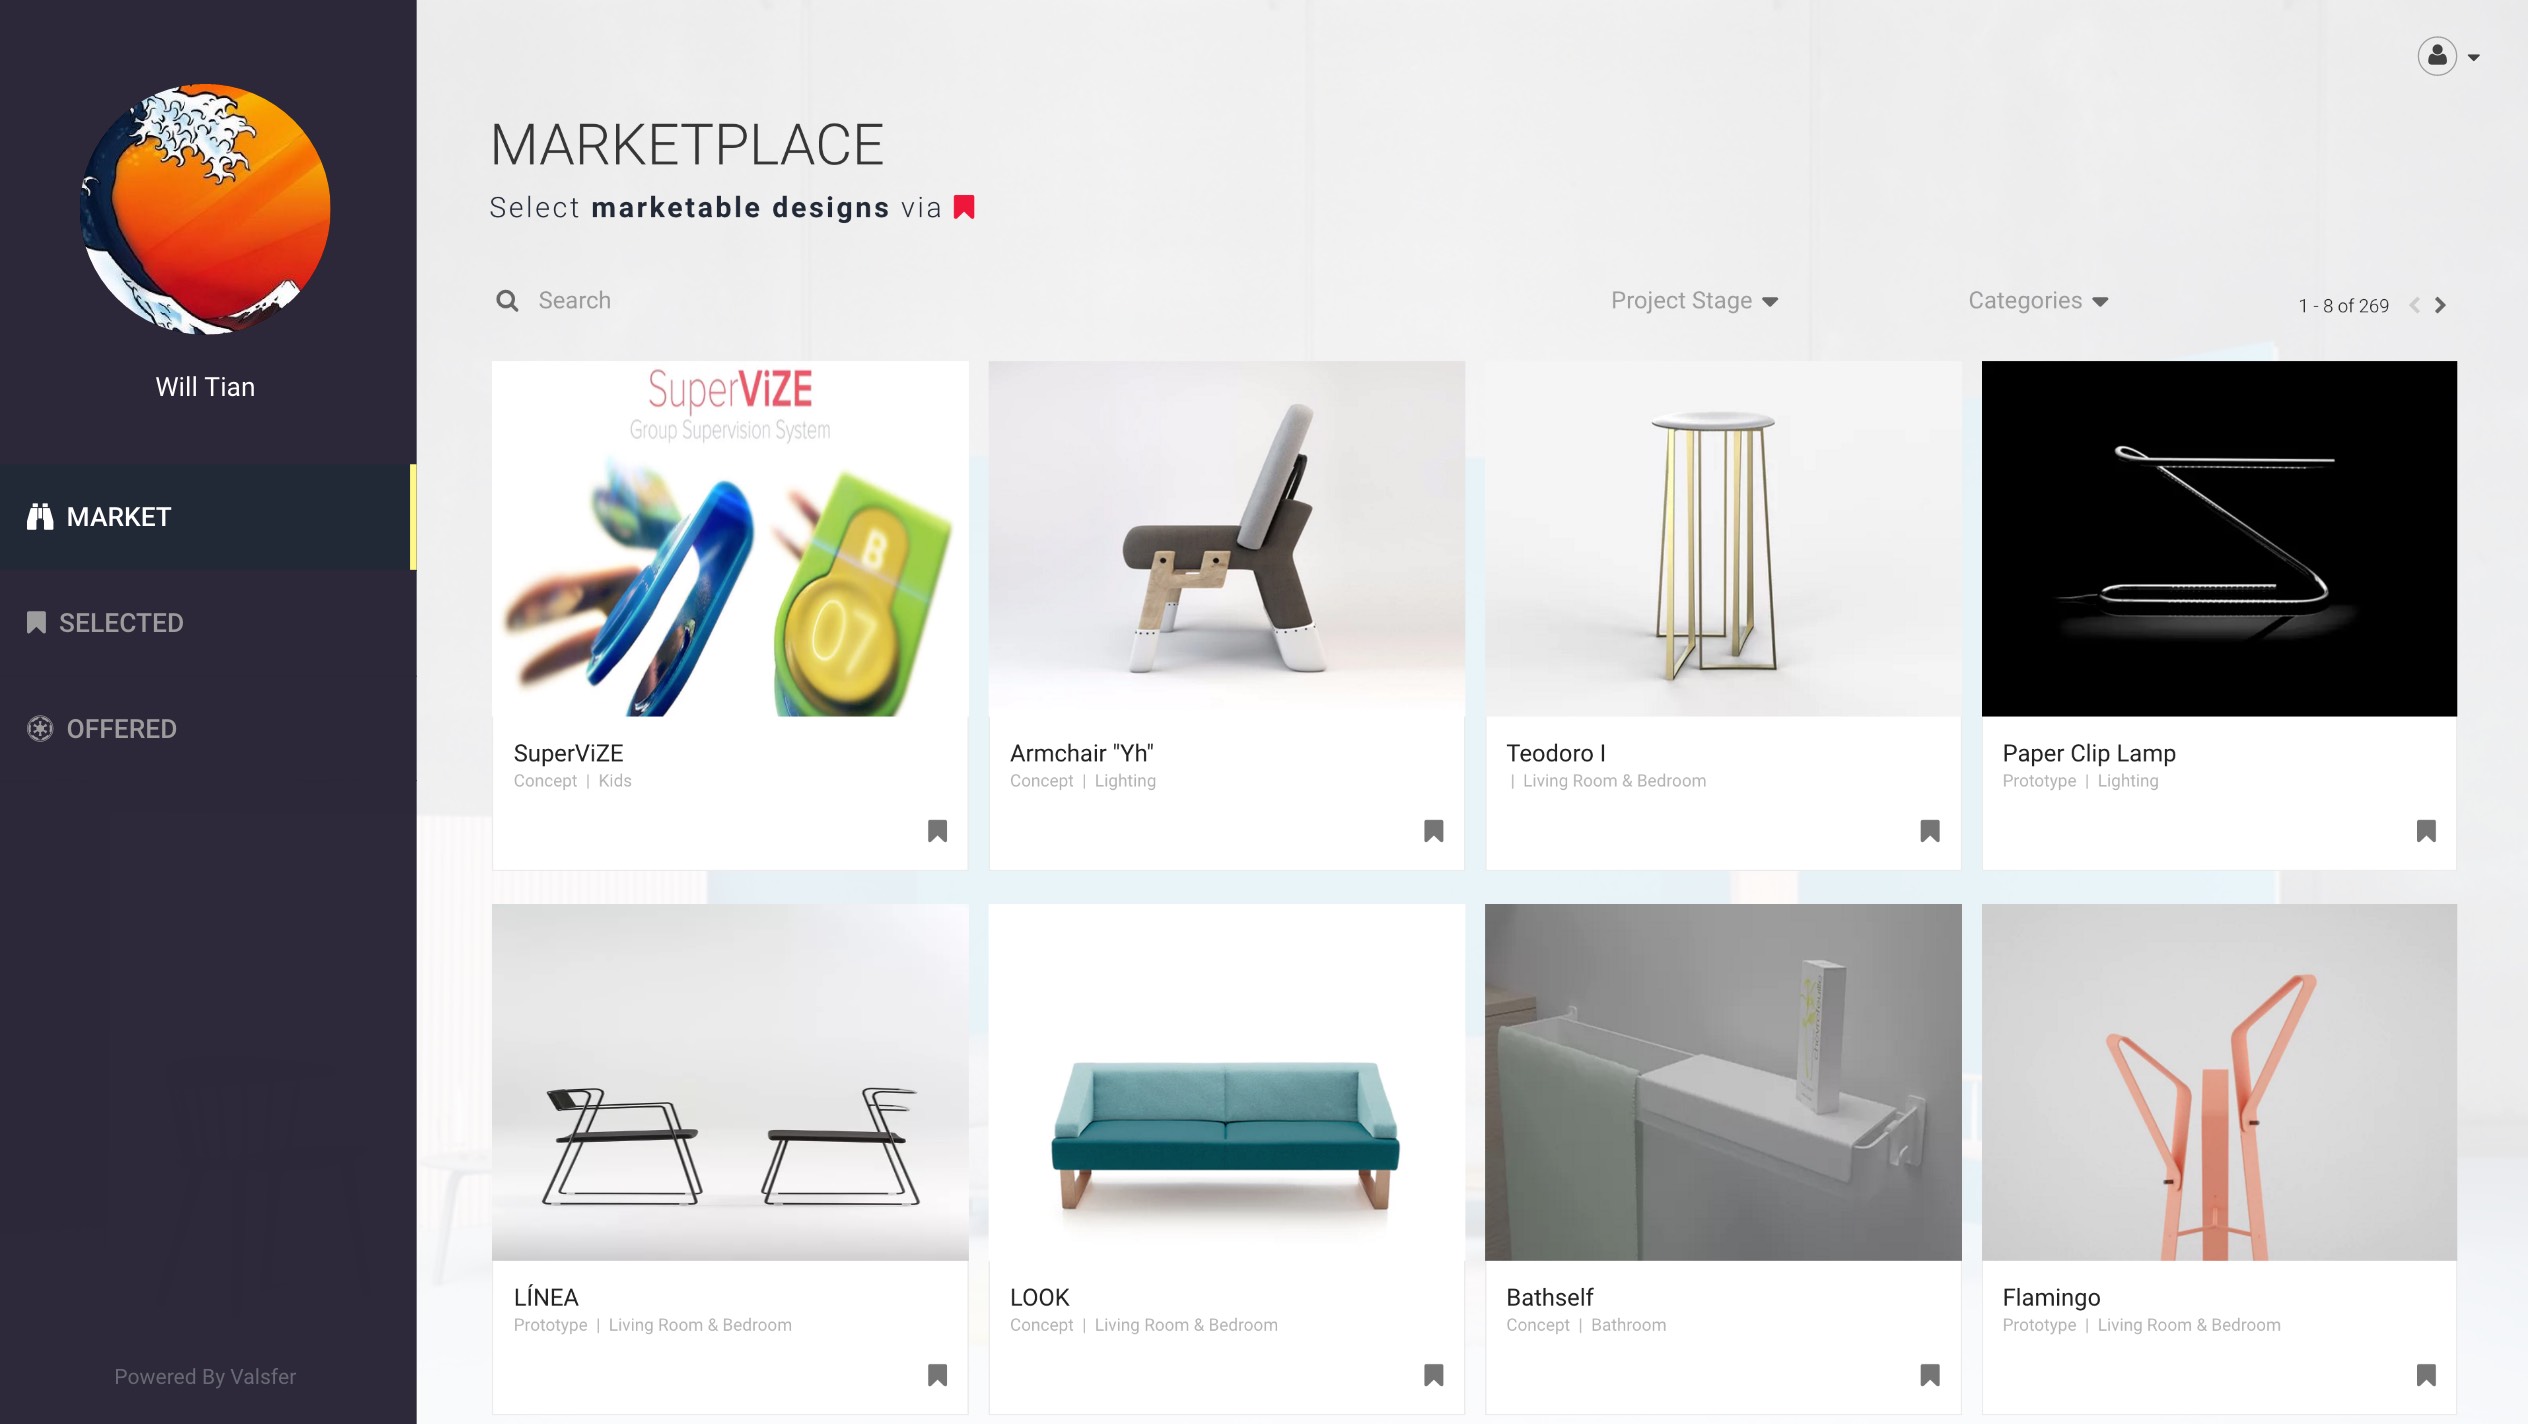 Will Tian
MARKET
SELECTED
OFFERED
Powered By Valsfer
MARKETPLACE
Select marketable designs via
Search
Project Stage
Categories
1 - 8 of 269
SuperViZE
Group Supervision System
B
07
SuperViZE
Concept | Kids
Armchair "Yh"
Concept | Lighting
Teodoro I
| Living Room & Bedroom
Paper Clip Lamp
Prototype | Lighting
LÍNEA
Prototype | Living Room & Bedroom
LOOK
Concept | Living Room & Bedroom
Bathself
Concept | Bathroom
Flamingo
Prototype | Living Room & Bedroom